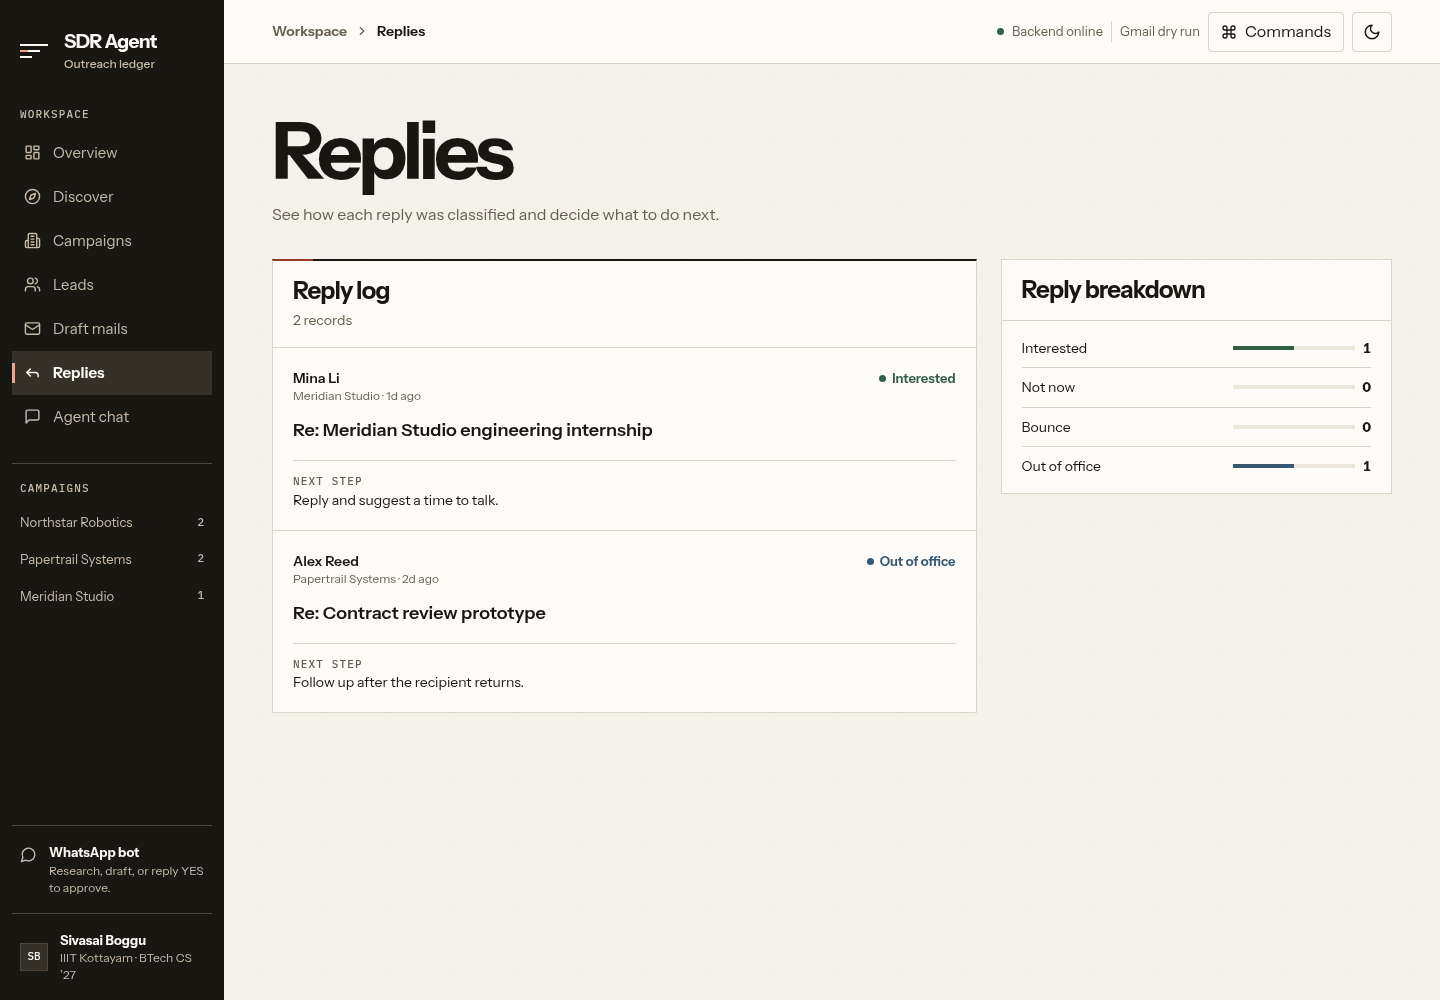 SDR Agent
Outreach ledger
WORKSPACE
Overview
Discover
Campaigns
Leads
Draft mails
Replies
Agent chat
CAMPAIGNS
Northstar Robotics 2
Papertrail Systems 2
Meridian Studio 1
WhatsApp bot
Research, draft, or reply YES
to approve.
SB
Sivasai Boggu
IIIT Kottayam · BTech CS
'27
Workspace > Replies
Backend online
Gmail dry run
Commands
Replies
See how each reply was classified and decide what to do next.
Reply log
2 records
Mina Li
Interested
Meridian Studio · 1d ago
Re: Meridian Studio engineering internship
NEXT STEP
Reply and suggest a time to talk.
Alex Reed
Out of office
Papertrail Systems · 2d ago
Re: Contract review prototype
NEXT STEP
Follow up after the recipient returns.
Reply breakdown
Interested 1
Not now 0
Bounce 0
Out of office 1